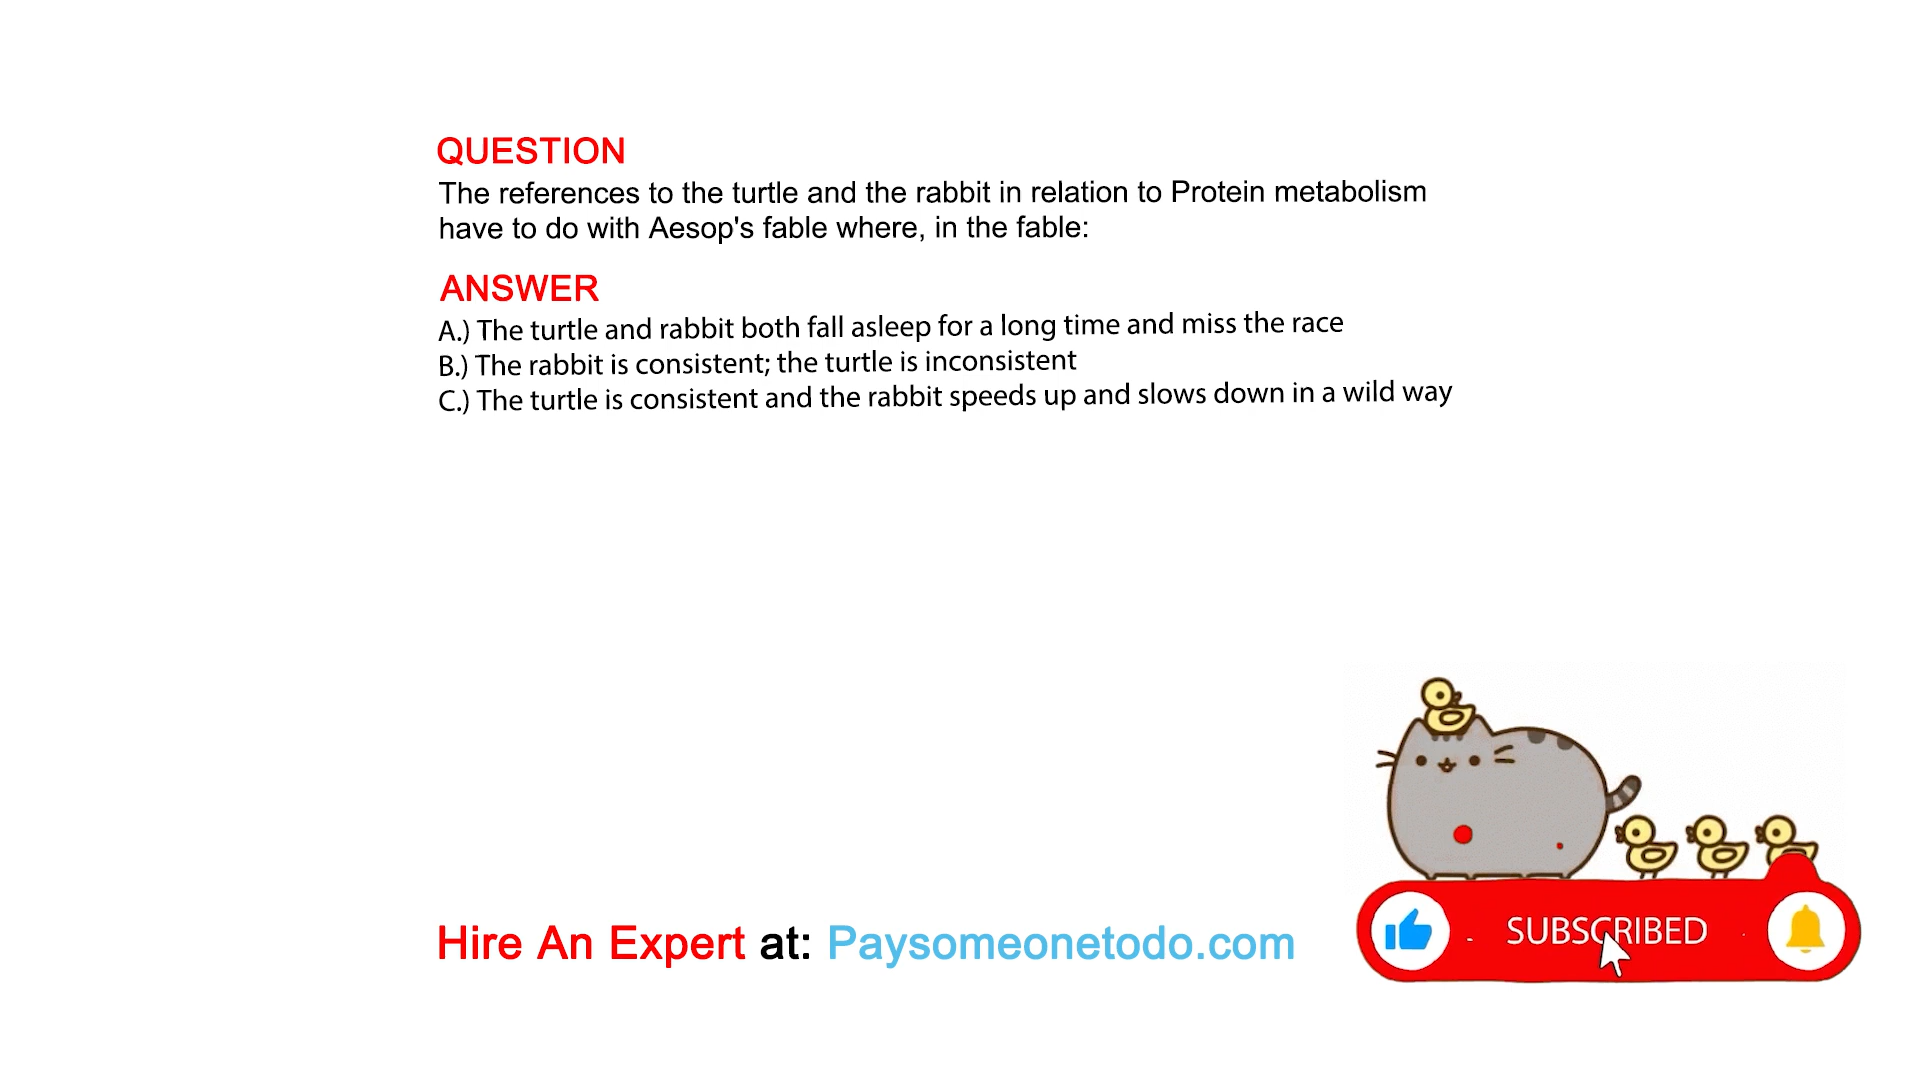 QUESTION
The references to the turtle and the rabbit in relation to Protein metabolism
have to do with Aesop's fable where, in the fable:
ANSWER
A.) The turtle and rabbit both fall asleep for a long time and miss the race
B.) The rabbit is consistent; the turtle is inconsistent
C.) The turtle is consistent and the rabbit speeds up and slows down in a wild way
Hire An Expert at: Paysomeonetodo.com
SUBSCRIBED